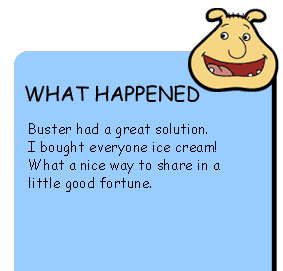 WHAT HAPPENED
Buster had a great solution.
I bought everyone ice cream!
What a nice way to share in a
little good fortune.